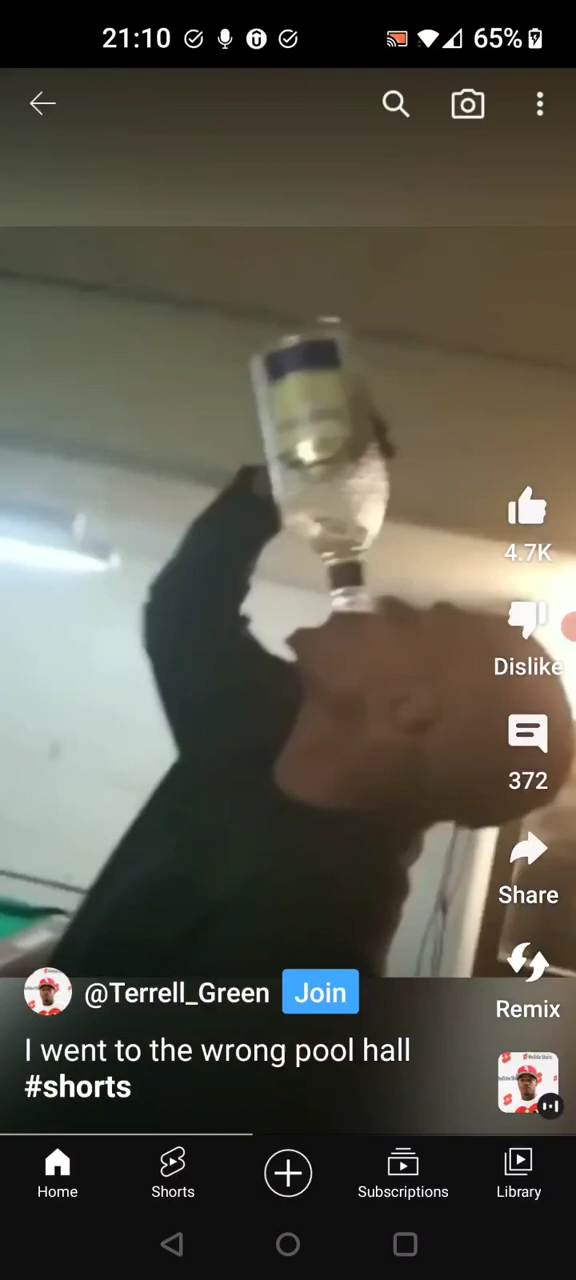 21:10
65%
4.7K
Dislike
372
Share
@Terrell_Green
Join
Remix
I went to the wrong pool hall
#shorts
Home
Shorts
Subscriptions
Library